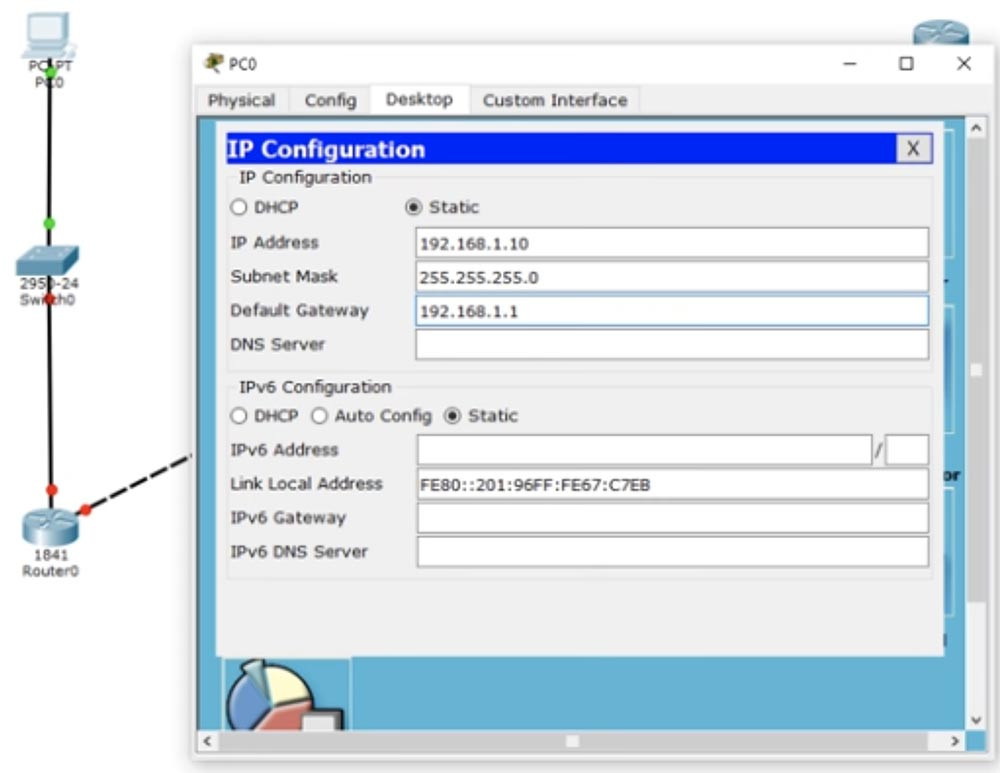 PC-PT
PC0
2950-24
Switch0
1841
Router0
PC0
Physical Config Desktop Custom Interface
IP Configuration X
IP Configuration
DHCP Static
IP Address 192.168.1.10
Subnet Mask 255.255.255.0
Default Gateway 192.168.1.1
DNS Server
IPv6 Configuration
DHCP Auto Config Static
IPv6 Address /
Link Local Address FE80::201:96FF:FE67:C7EB
IPv6 Gateway
IPv6 DNS Server
or